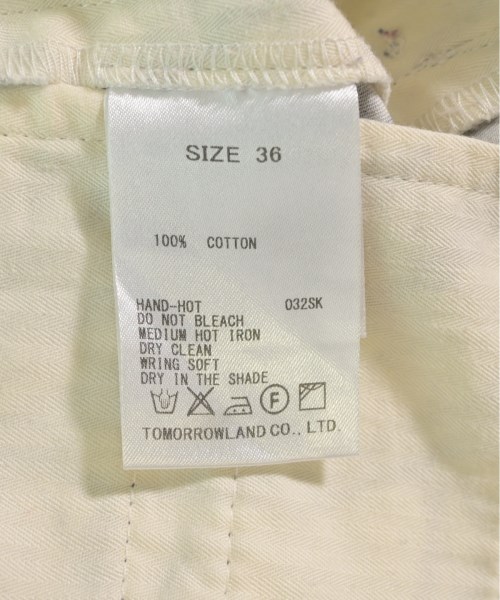 SIZE 36
100% COTTON
HAND-HOT 032SK
DO NOT BLEACH
MEDIUM HOT IRON
DRY CLEAN
WRING SOFT
DRY IN THE SHADE
F
TOMORROWLAND CO., LTD.